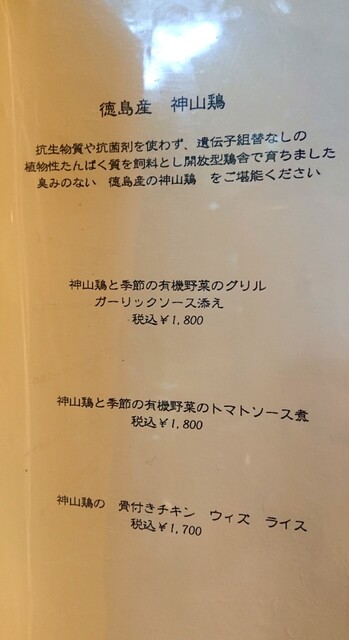 徳島産　神山鶏
抗生物質や抗菌剤を使わず、遺伝子組替なしの
植物性たんぱく質を飼料とし開放型鶏舎で育ちました
臭みのない　徳島産の神山鶏　をご堪能ください
神山鶏と季節の有機野菜のグリル
ガーリックソース添え
税込￥1,800
神山鶏と季節の有機野菜のトマトソース煮
税込￥1,800
神山鶏の　骨付きチキン　ウィズ　ライス
税込￥1,700